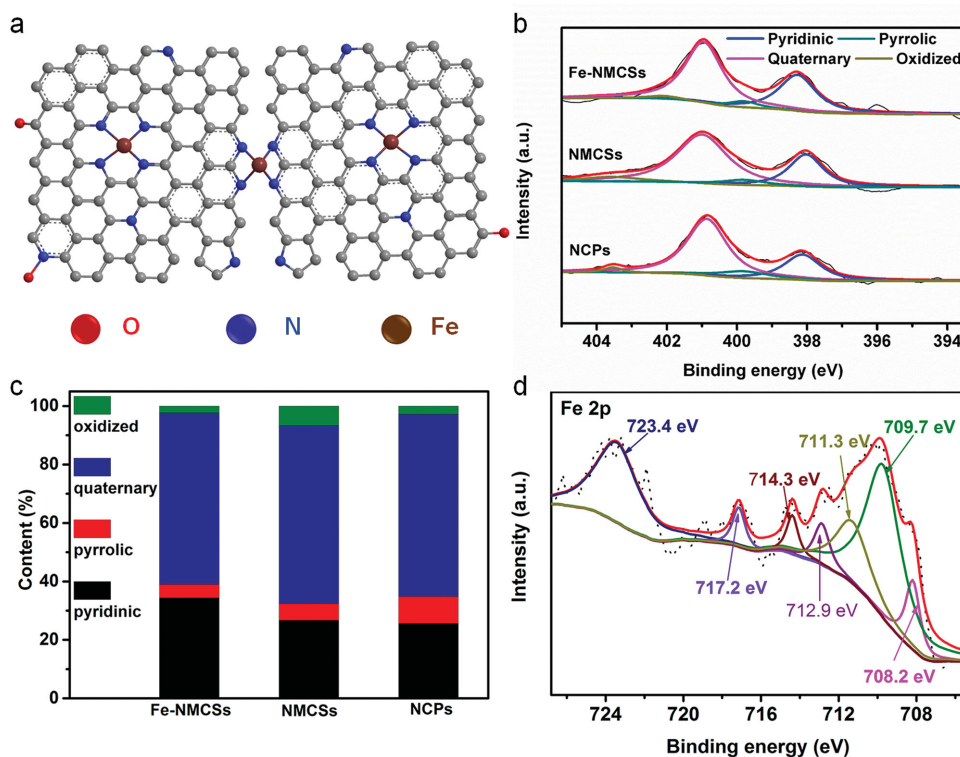 a
O
N
Fe
b
Pyridinic
Pyrrolic
Quaternary
Oxidized
Fe-NMCSs
NMCSs
NCPs
Intensity (a.u.)
404
402
400
398
396
394
Binding energy (eV)
c
100
80
60
40
20
0
Content (%)
oxidized
quaternary
pyrrolic
pyridinic
Fe-NMCSs
NMCSs
NCPs
d
Fe 2p
723.4 eV
717.2 eV
714.3 eV
712.9 eV
711.3 eV
709.7 eV
708.2 eV
Intensity (a.u.)
724
720
716
712
708
Binding energy (eV)